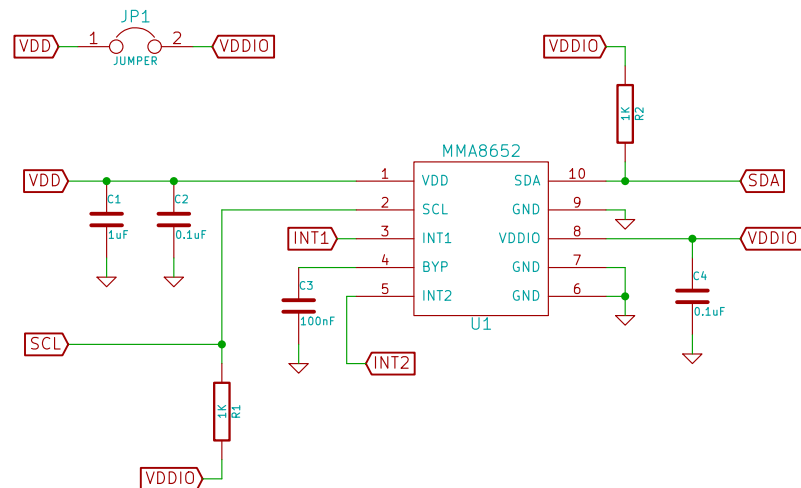 JP1
VDD 1 2 VDDIO
JUMPER
VDDIO
1K R2
MMA8652
VDD 1 VDD SDA 10 SDA
C1 C2 2 SCL GND 9
1uF 0.1uF INT1 3 INT1 VDDIO 8 VDDIO
4 BYP GND 7
C3 C4
5 INT2 GND 6
100nF 0.1uF
U1
SCL
INT2
1K R1
VDDIO